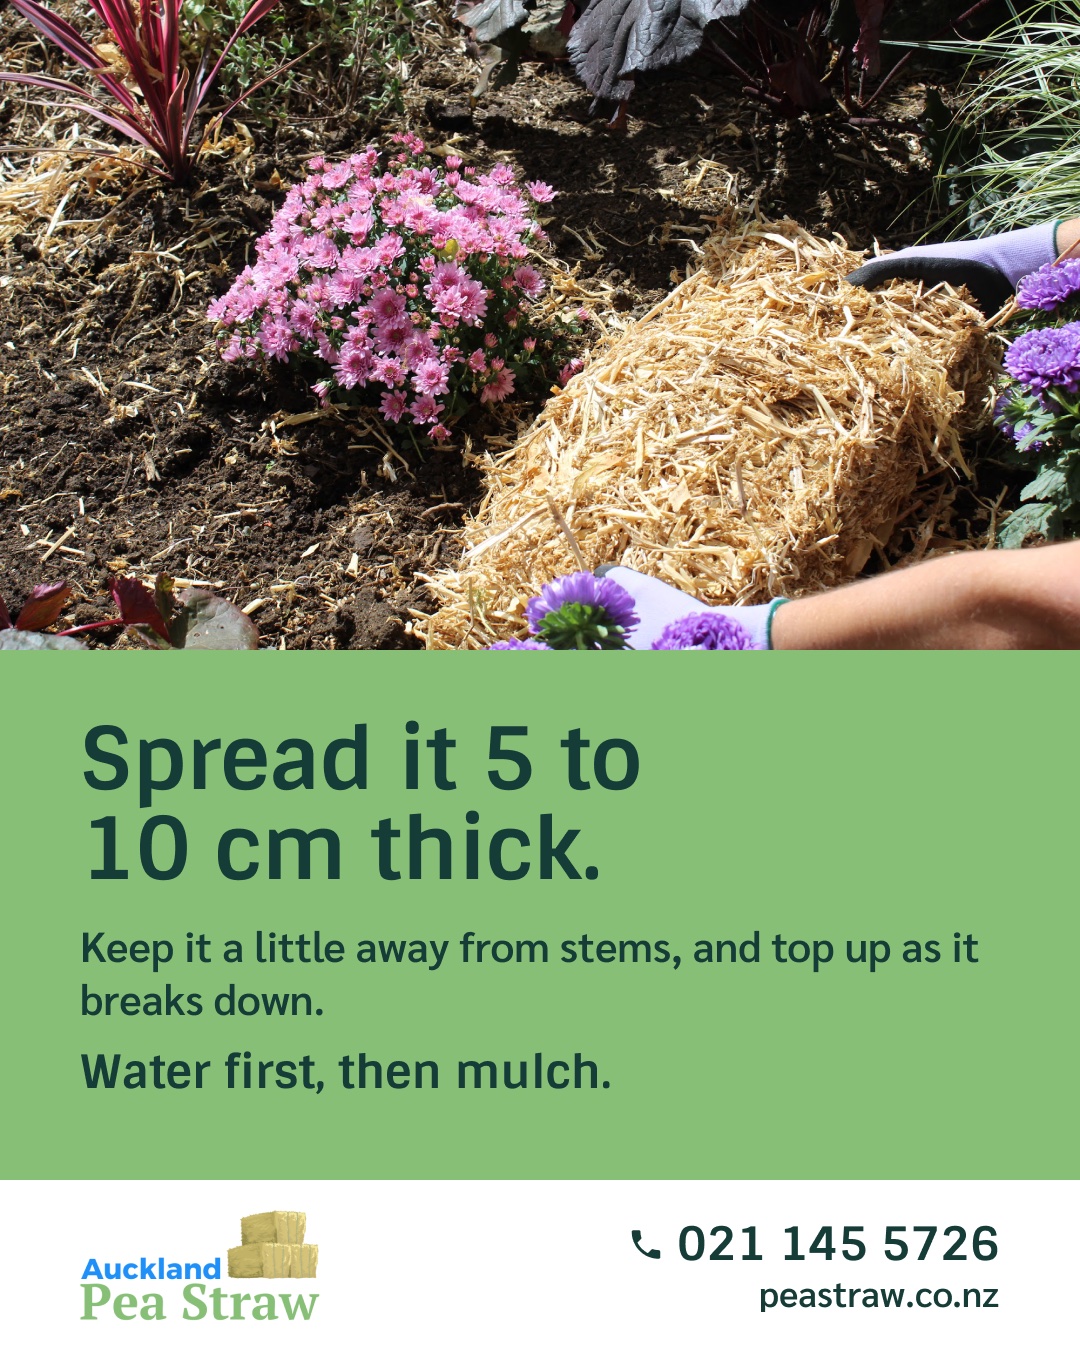 Spread it 5 to
10 cm thick.
Keep it a little away from stems, and top up as it
breaks down.
Water first, then mulch.
Auckland
Pea Straw
021 145 5726
peastraw.co.nz